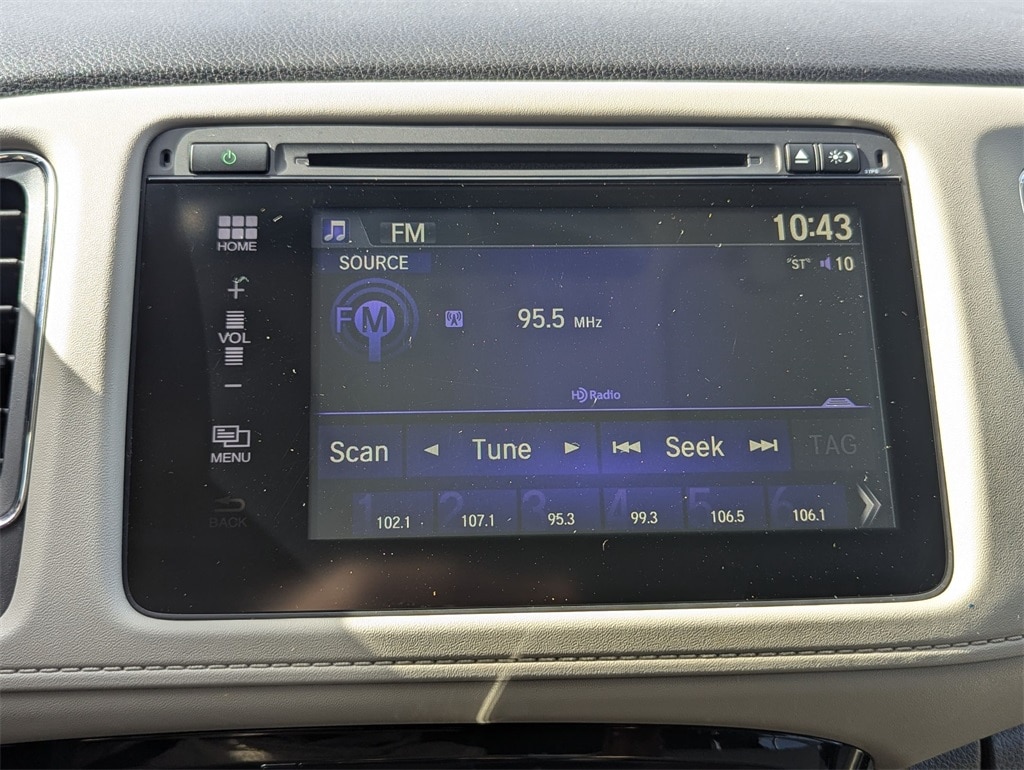 HOME
VOL
MENU
BACK
FM
10:43
SOURCE
"ST" 10
FM
95.5 MHz
HD Radio
Scan Tune Seek TAG
1 102.1 2 107.1 3 95.3 4 99.3 5 106.5 6 106.1